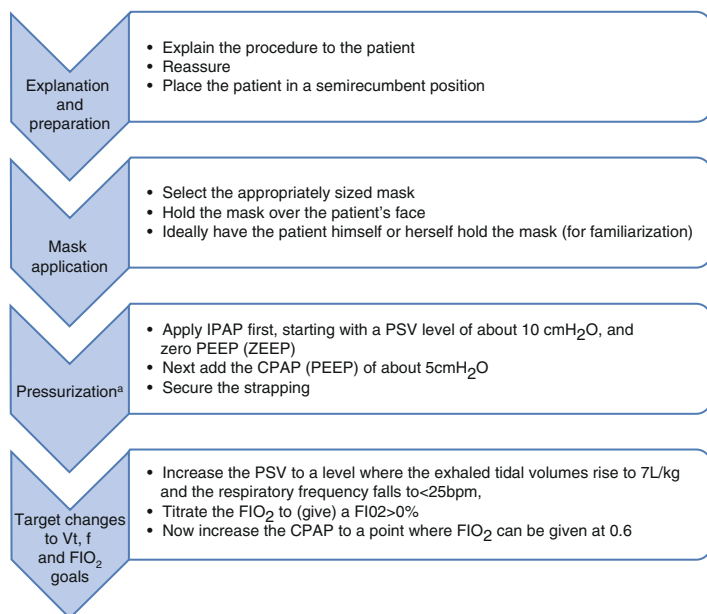 Explanation
and
preparation
• Explain the procedure to the patient
• Reassure
• Place the patient in a semirecumbent position
Mask
application
• Select the appropriately sized mask
• Hold the mask over the patient's face
• Ideally have the patient himself or herself hold the mask (for familiarization)
Pressurizationᵃ
• Apply IPAP first, starting with a PSV level of about 10 cmH₂O, and
zero PEEP (ZEEP)
• Next add the CPAP (PEEP) of about 5cmH₂O
• Secure the strapping
Target changes
to Vt, f
and FIO₂
goals
• Increase the PSV to a level where the exhaled tidal volumes rise to 7L/kg
and the respiratory frequency falls to<25bpm,
• Titrate the FIO₂ to (give) a FI02>0%
• Now increase the CPAP to a point where FIO₂ can be given at 0.6